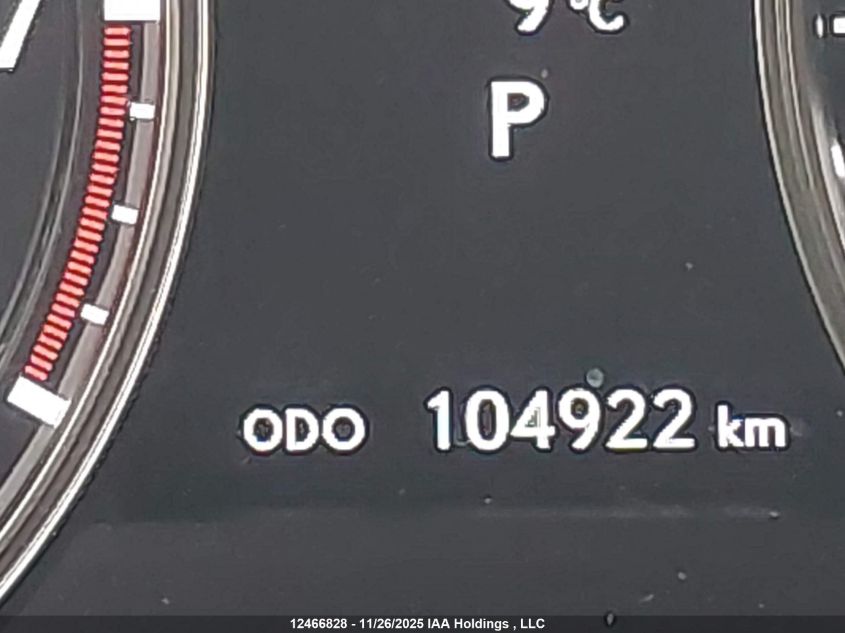 9°C
P
ODO 104922 km
12466828 - 11/26/2025 IAA Holdings , LLC